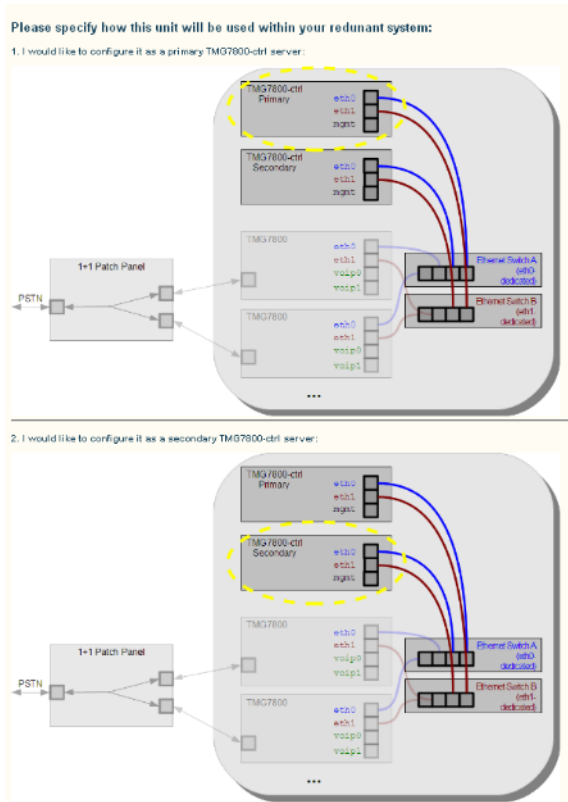 Please specify how this unit will be used within your redunant system:
1. I would like to configure it as a primary TMG7800-ctrl server:
TMG7800-ctrl
Primary
eth0
eth1
mgmt
TMG7800-ctrl
Secondary
eth0
eth1
mgmt
TMG7800
eth0
eth1
voip0
voip1
Ethernet Switch A
(eth0-
dedicated)
1+1 Patch Panel
PSTN
Ethernet Switch B
(eth1-
dedicated)
TMG7800
eth0
eth1
voip0
voip1
...
2. I would like to configure it as a secondary TMG7800-ctrl server:
TMG7800-ctrl
Primary
eth0
eth1
mgmt
TMG7800-ctrl
Secondary
eth0
eth1
mgmt
TMG7800
eth0
eth1
voip0
voip1
Ethernet Switch A
(eth0-
dedicated)
1+1 Patch Panel
PSTN
Ethernet Switch B
(eth1-
dedicated)
TMG7800
eth0
eth1
voip0
voip1
...